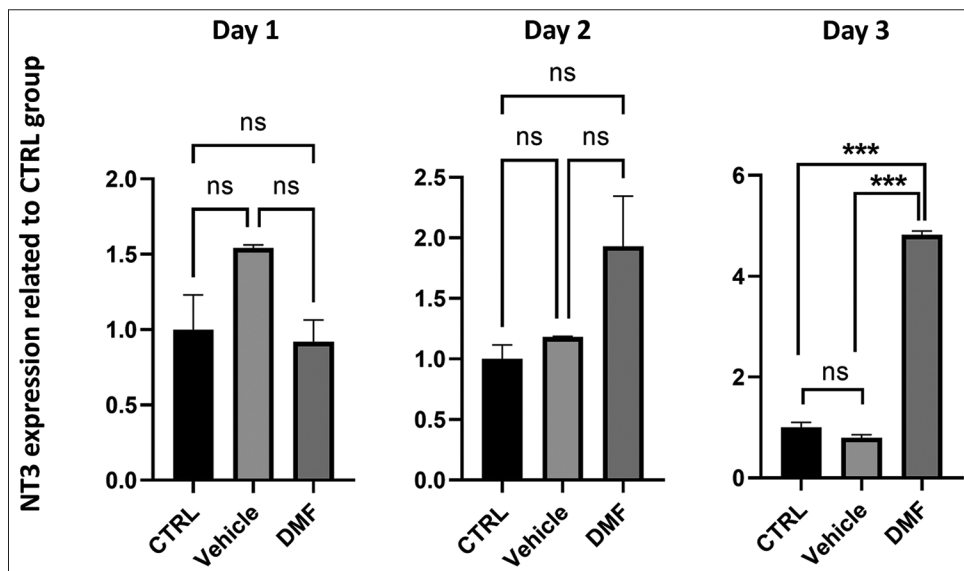 NT3 expression related to CTRL group
Day 1
ns
ns
ns
2.0
1.5
1.0
0.5
0.0
CTRL
Vehicle
DMF
Day 2
ns
ns
ns
2.5
2.0
1.5
1.0
0.5
0.0
CTRL
Vehicle
DMF
Day 3
***
***
ns
6
4
2
0
CTRL
Vehicle
DMF